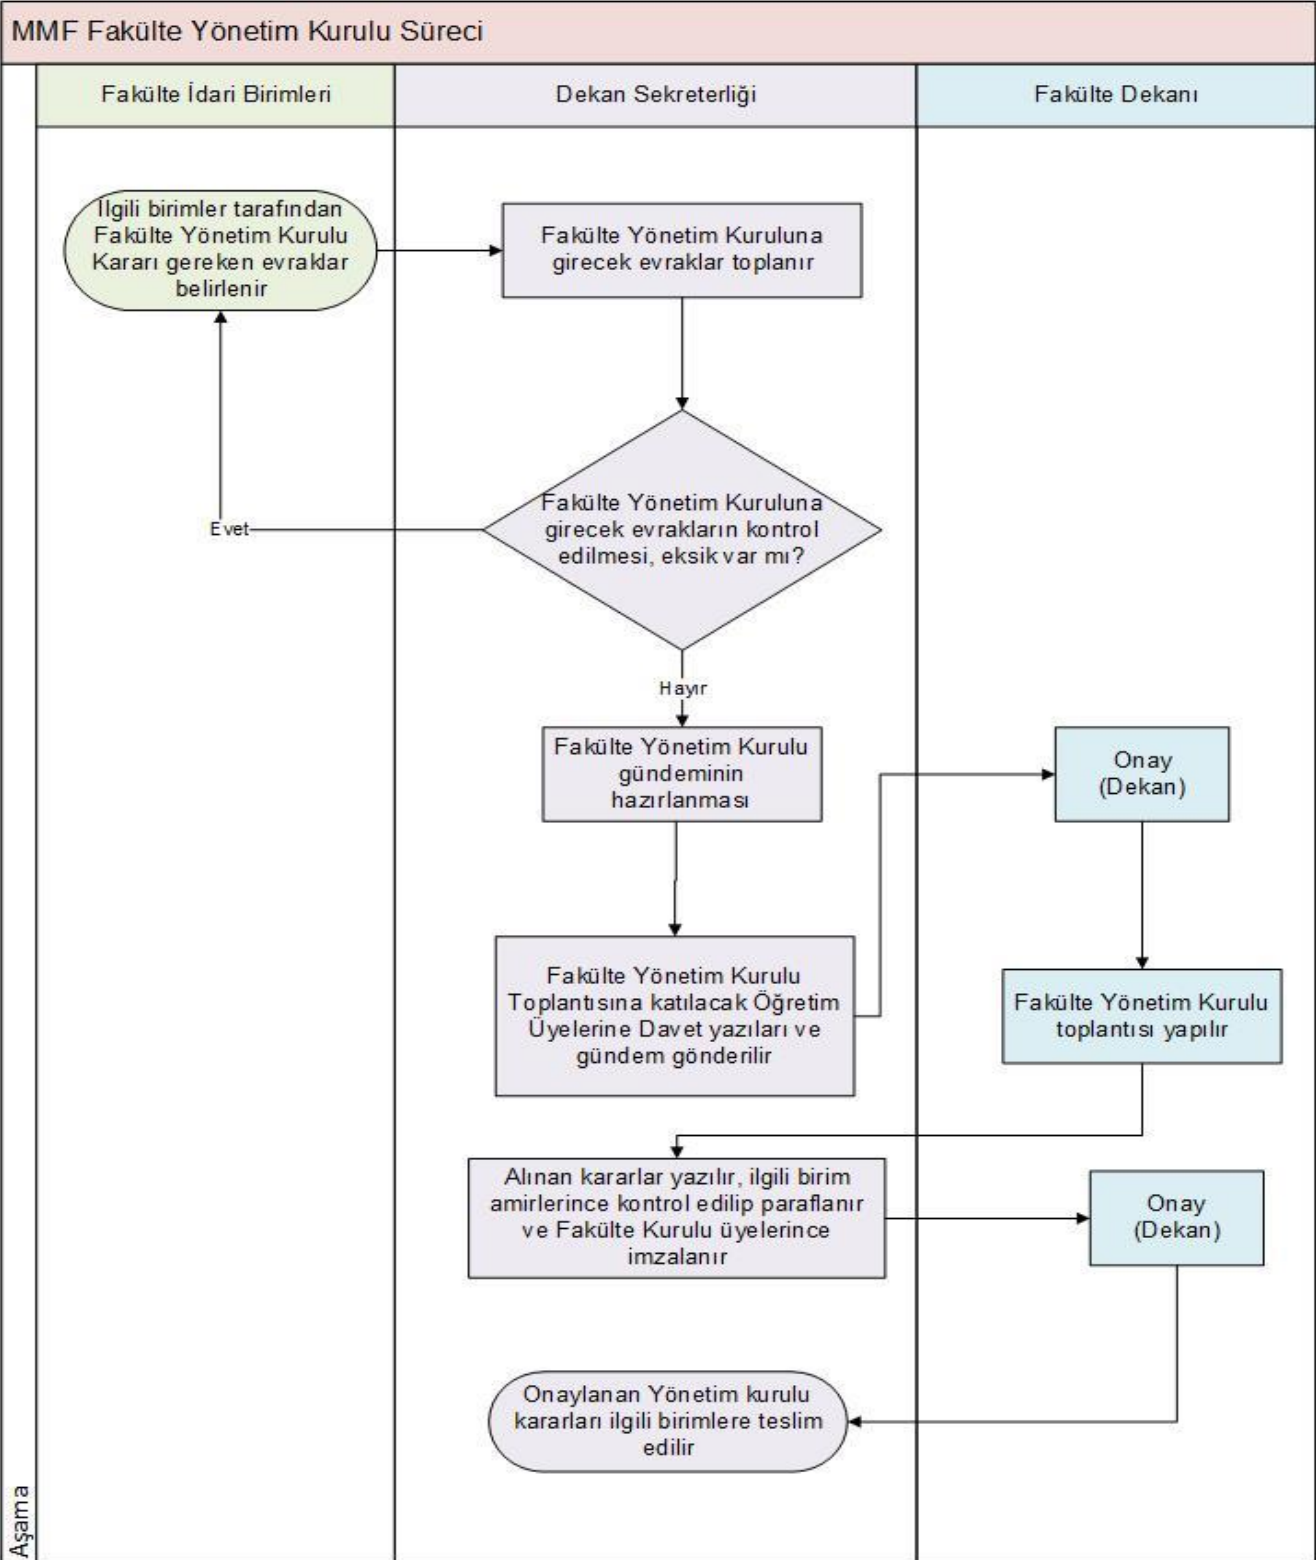 MMF Fakülte Yönetim Kurulu Süreci
Fakülte İdari Birimleri
Dekan Sekreterliği
Fakülte Dekanı
İlgili birimler tarafından
Fakülte Yönetim Kurulu
Kararı gereken evraklar
belirlenir
Fakülte Yönetim Kuruluna
girecek evraklar toplanır
Fakülte Yönetim Kuruluna
girecek evrakların kontrol
edilmesi, eksik var mı?
Evet
Hayır
Fakülte Yönetim Kurulu
gündeminin
hazırlanması
Onay
(Dekan)
Fakülte Yönetim Kurulu
Toplantısına katılacak Öğretim
Üyelerine Davet yazıları ve
gündem gönderilir
Fakülte Yönetim Kurulu
toplantısı yapılır
Alınan kararlar yazılır, ilgili birim
amirlerince kontrol edilip paraflanır
ve Fakülte Kurulu üyelerince
imzalanır
Onay
(Dekan)
Onaylanan Yönetim kurulu
kararları ilgili birimlere teslim
edilir
Aşama